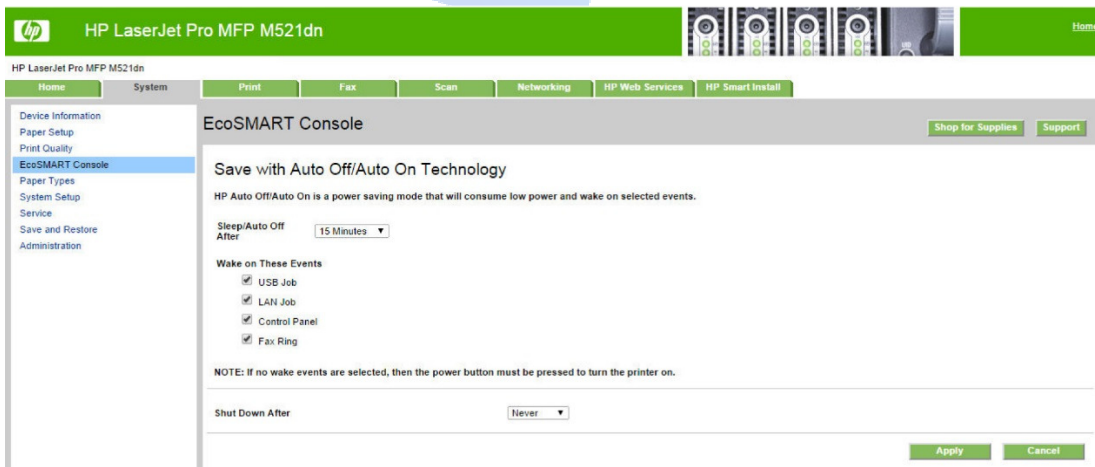 hp
HP LaserJet Pro MFP M521dn
Home
HP LaserJet Pro MFP M521dn
Home System Print Fax Scan Networking HP Web Services HP Smart Install
Device Information
Paper Setup
Print Quality
EcoSMART Console
Paper Types
System Setup
Service
Save and Restore
Administration
EcoSMART Console
Shop for Supplies Support
Save with Auto Off/Auto On Technology
HP Auto Off/Auto On is a power saving mode that will consume low power and wake on selected events.
Sleep/Auto Off
After
15 Minutes
Wake on These Events
USB Job
LAN Job
Control Panel
Fax Ring
NOTE: If no wake events are selected, then the power button must be pressed to turn the printer on.
Shut Down After Never
Apply Cancel